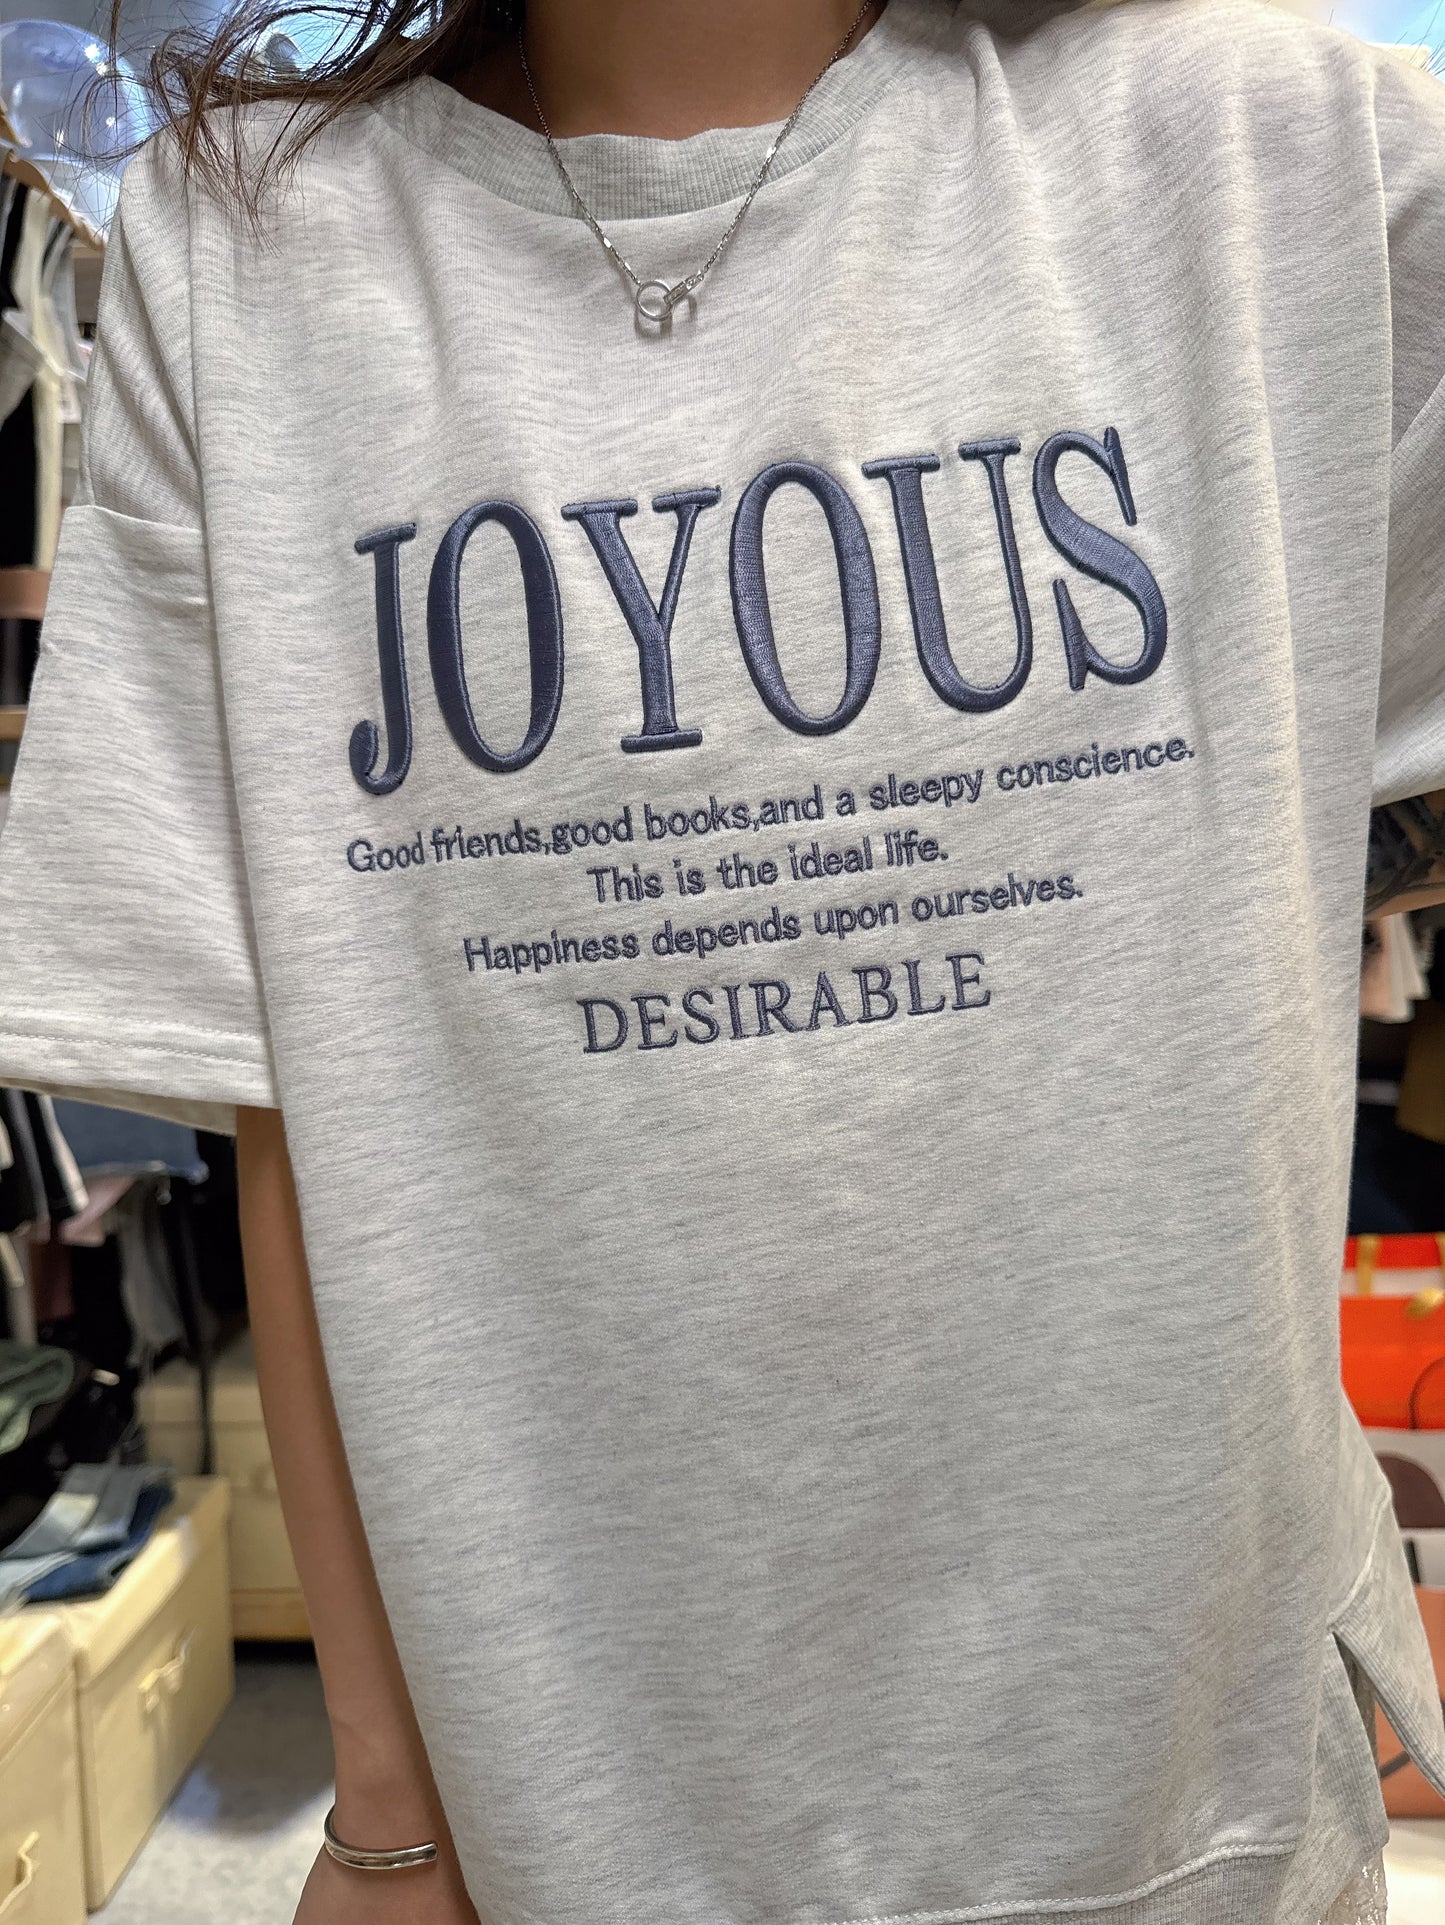 JOYOUS
Good friends,good books,and a sleepy conscience.
This is the ideal life.
Happiness depends upon ourselves.
DESIRABLE